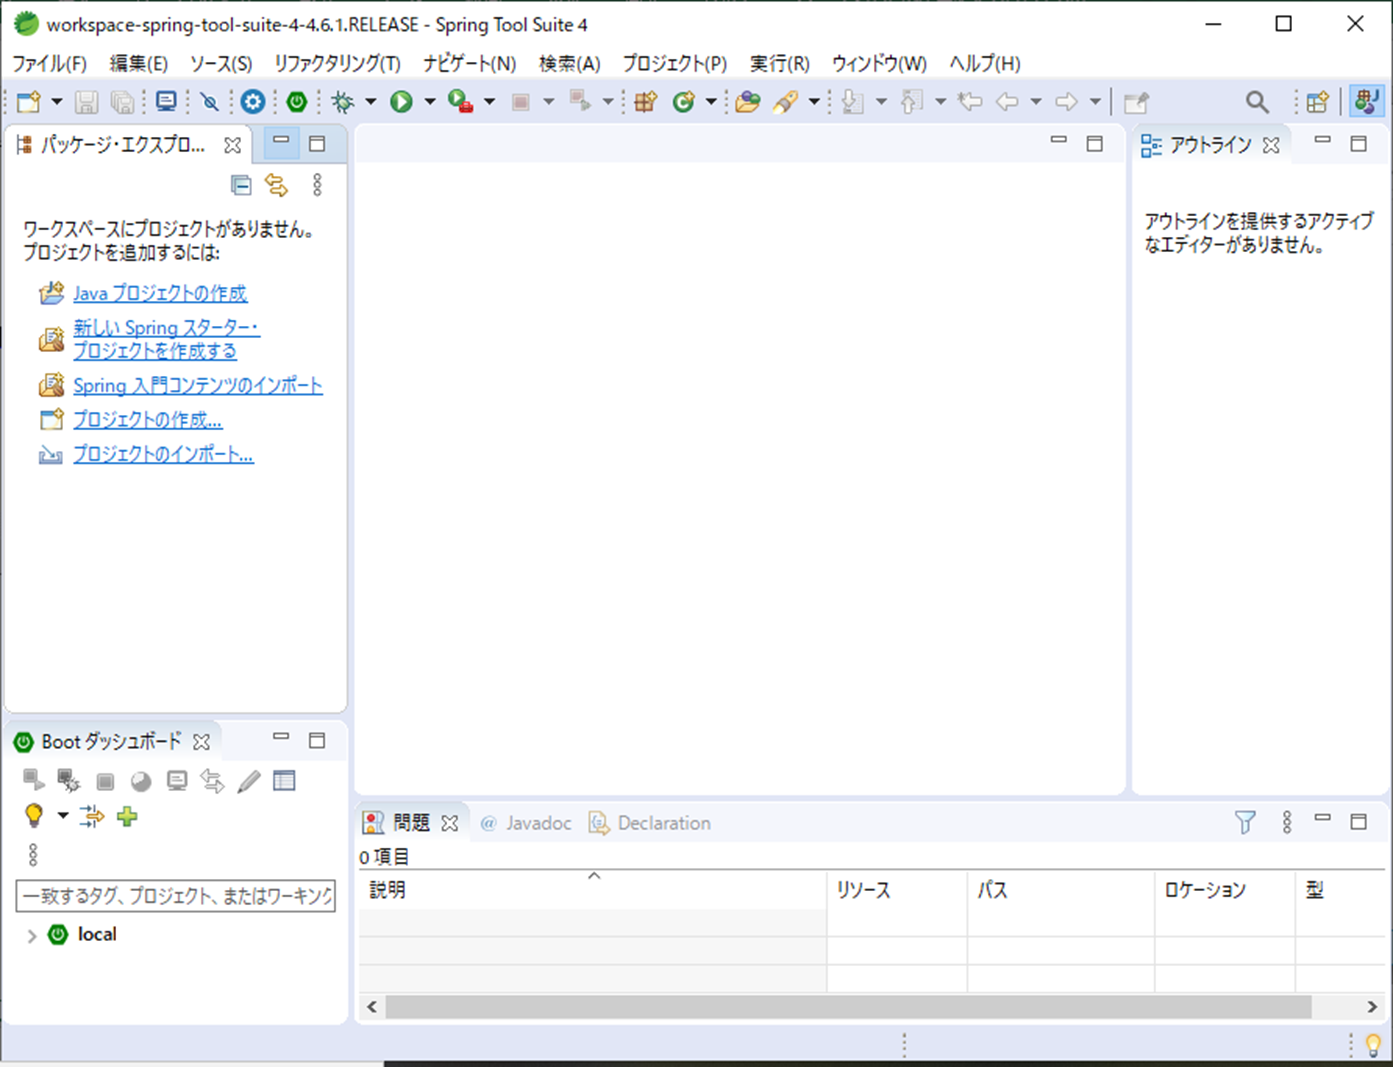 workspace-spring-tool-suite-4-4.6.1.RELEASE - Spring Tool Suite 4
ファイル(F) 編集(E) ソース(S) リファクタリング(T) ナビゲート(N) 検索(A) プロジェクト(P) 実行(R) ウィンドウ(W) ヘルプ(H)
パッケージ・エクスプロ...
ワークスペースにプロジェクトがありません。
プロジェクトを追加するには:
Java プロジェクトの作成
新しい Spring スターター・
プロジェクトを作成する
Spring 入門コンテンツのインポート
プロジェクトの作成...
プロジェクトのインポート...
アウトライン
アウトラインを提供するアクティブ
なエディターがありません。
Boot ダッシュボード
一致するタグ、プロジェクト、またはワーキング
local
問題 @ Javadoc Declaration
0 項目
説明 リソース パス ロケーション 型